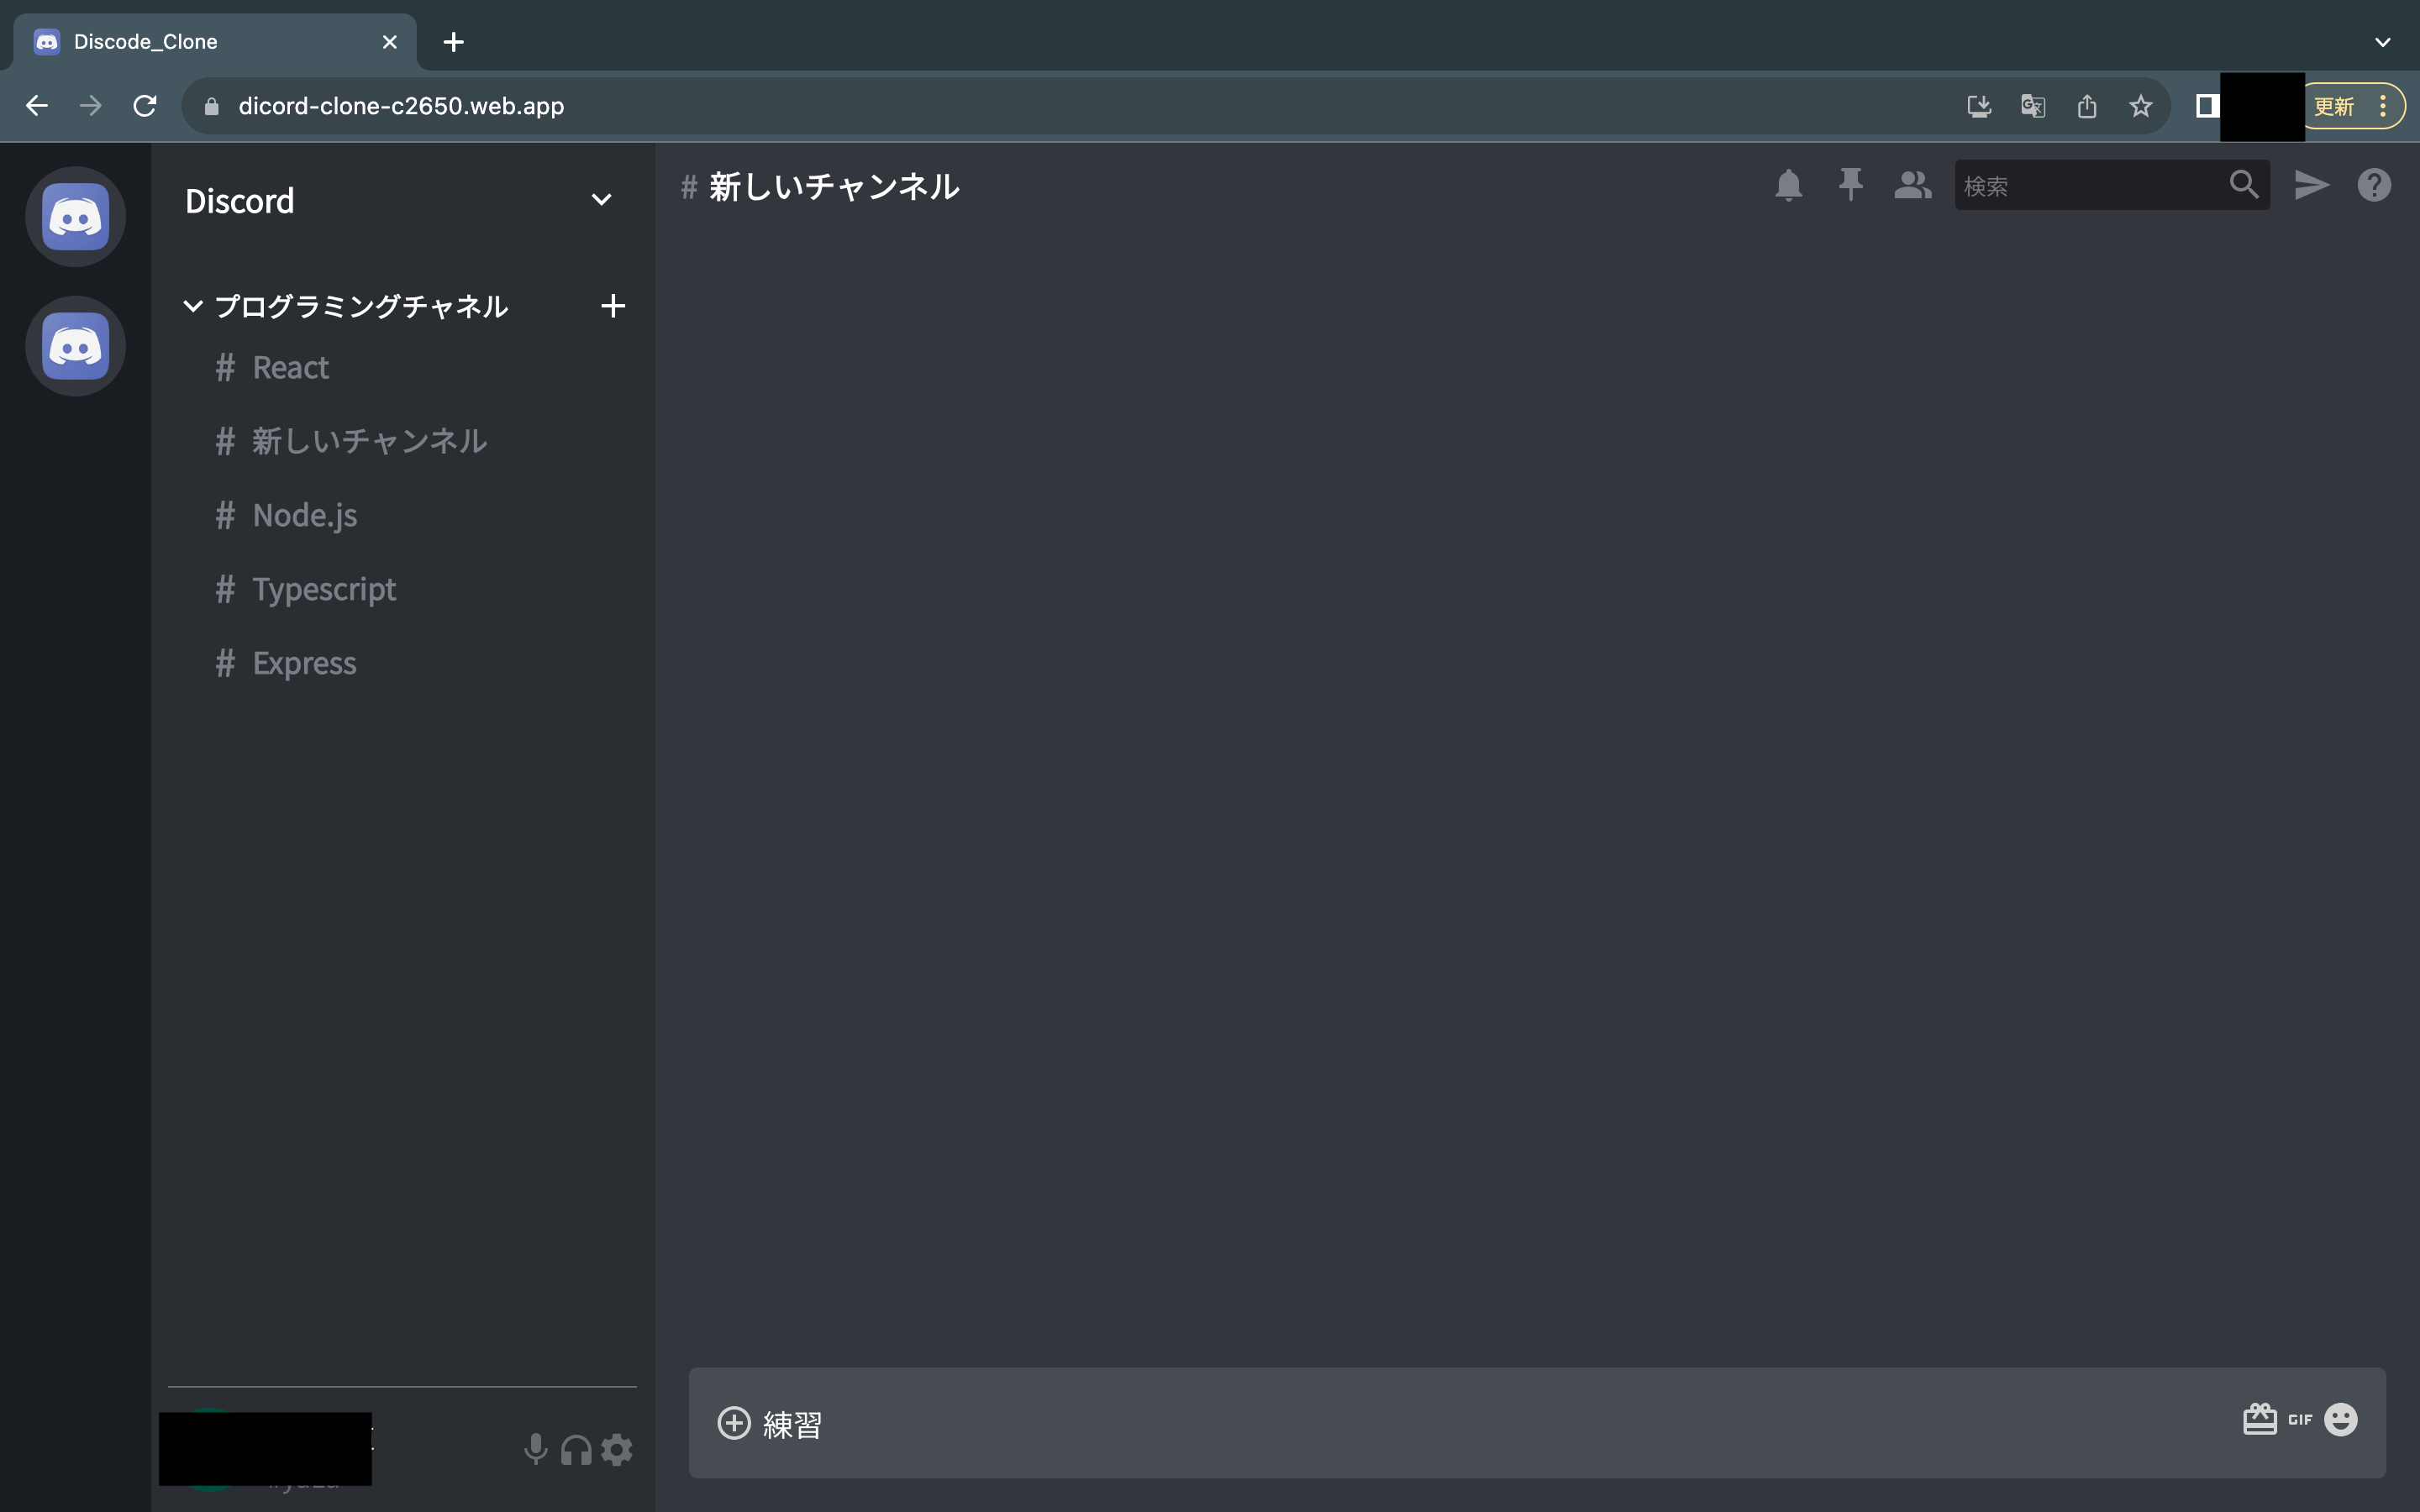 Discode_Clone
dicord-clone-c2650.web.app
更新
Discord
# 新しいチャンネル
検索
プログラミングチャネル
# React
# 新しいチャンネル
# Node.js
# Typescript
# Express
練習
GIF